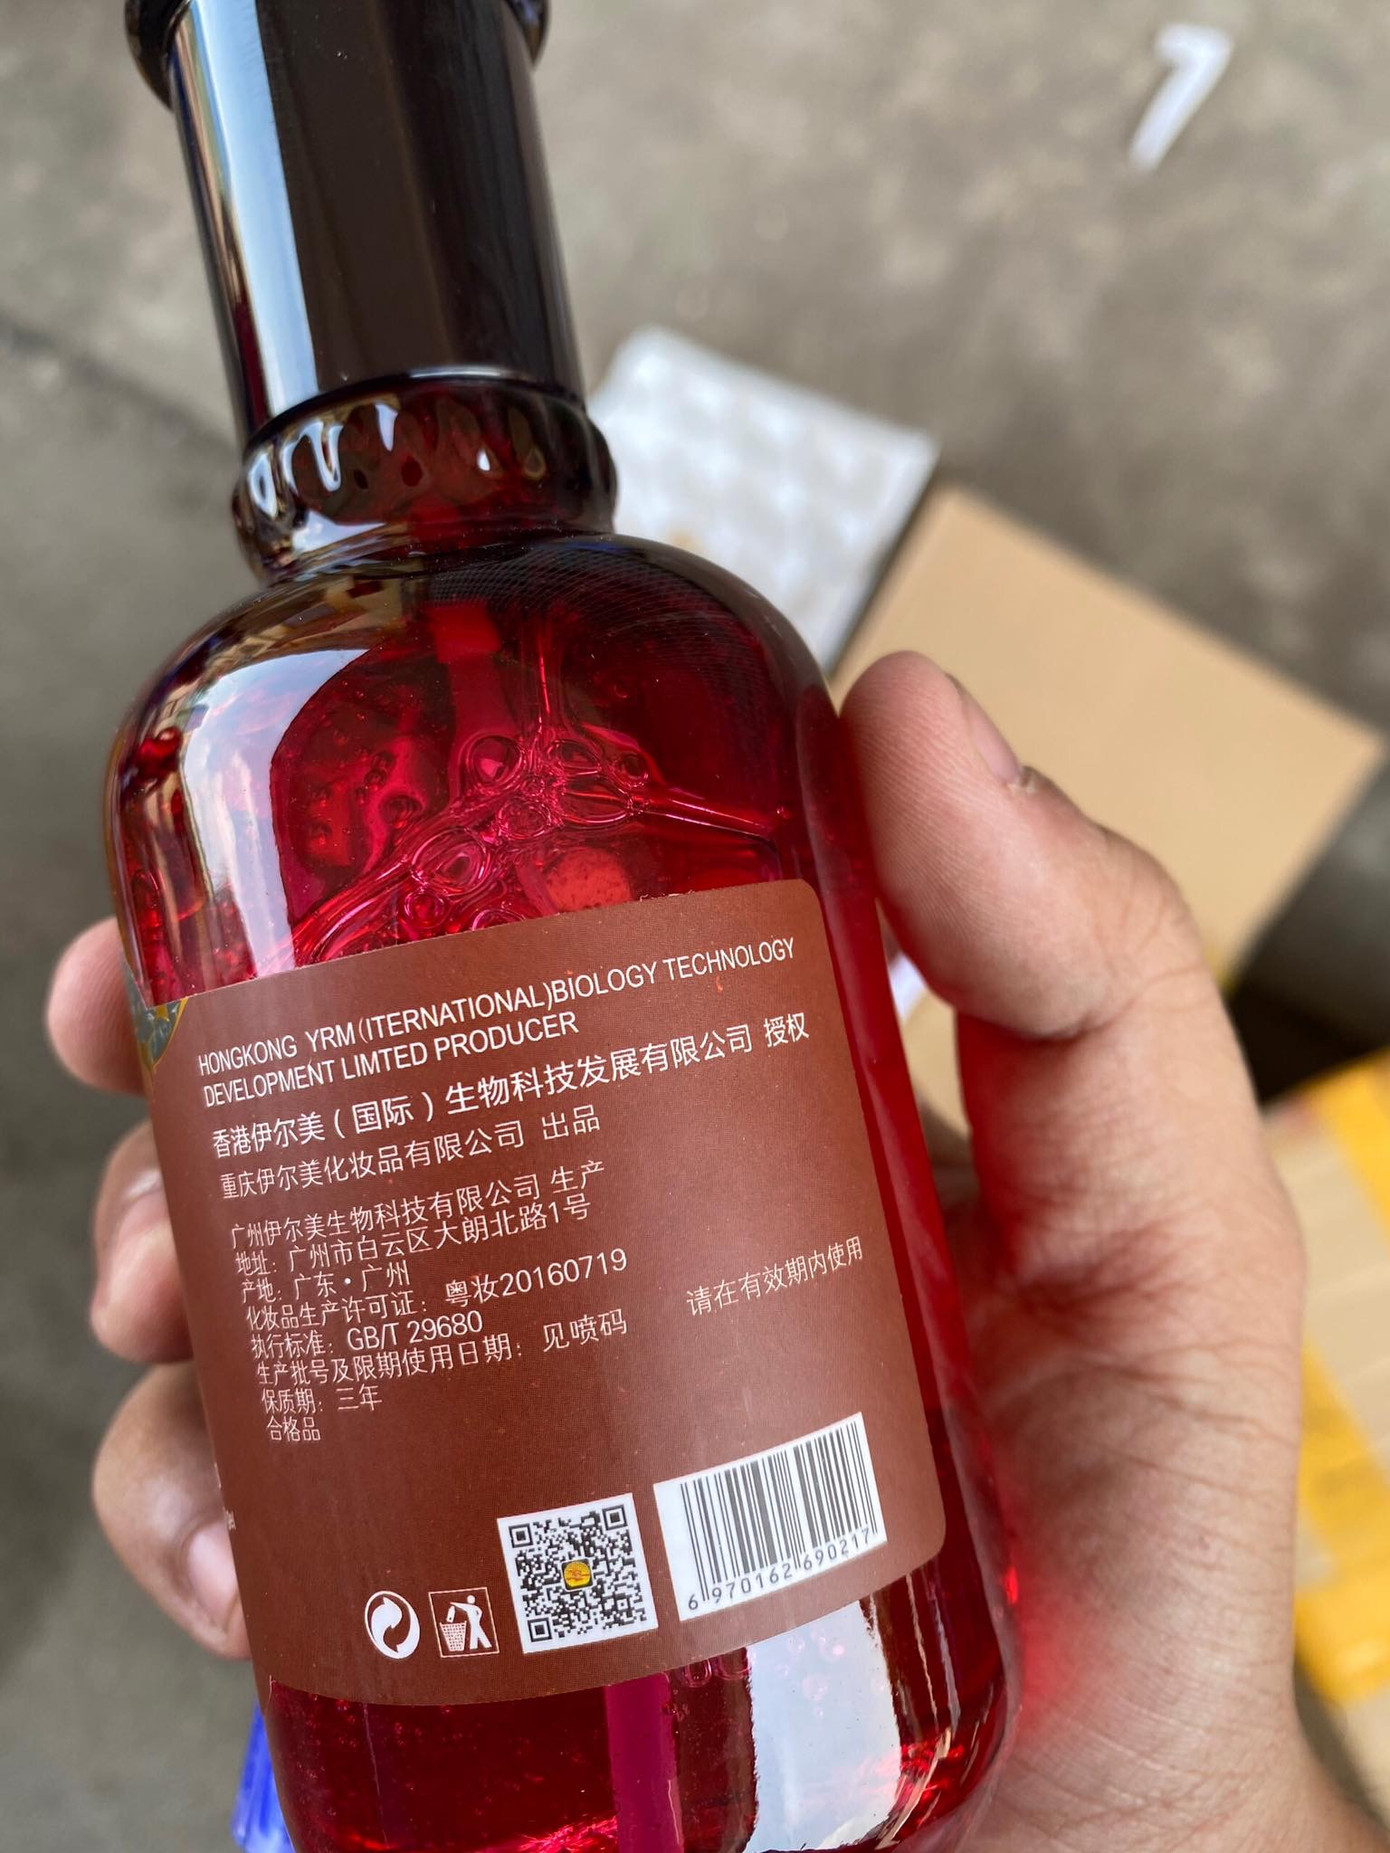 HONGKONG YRM(ITERNATIONAL)BIOLOGY TECHNOLOGY
DEVELOPMENT LIMTED PRODUCER
香港伊尔美（国际）生物科技发展有限公司 授权
重庆伊尔美化妆品有限公司 出品
广州伊尔美生物科技有限公司 生产
地址：广州市白云区大朗北路1号
产地：广东·广州
化妆品生产许可证：粤妆20160719
执行标准：GB/T 29680
生产批号及限期使用日期：见喷码 请在有效期内使用
保质期：三年
合格品
6 970162 690217
1